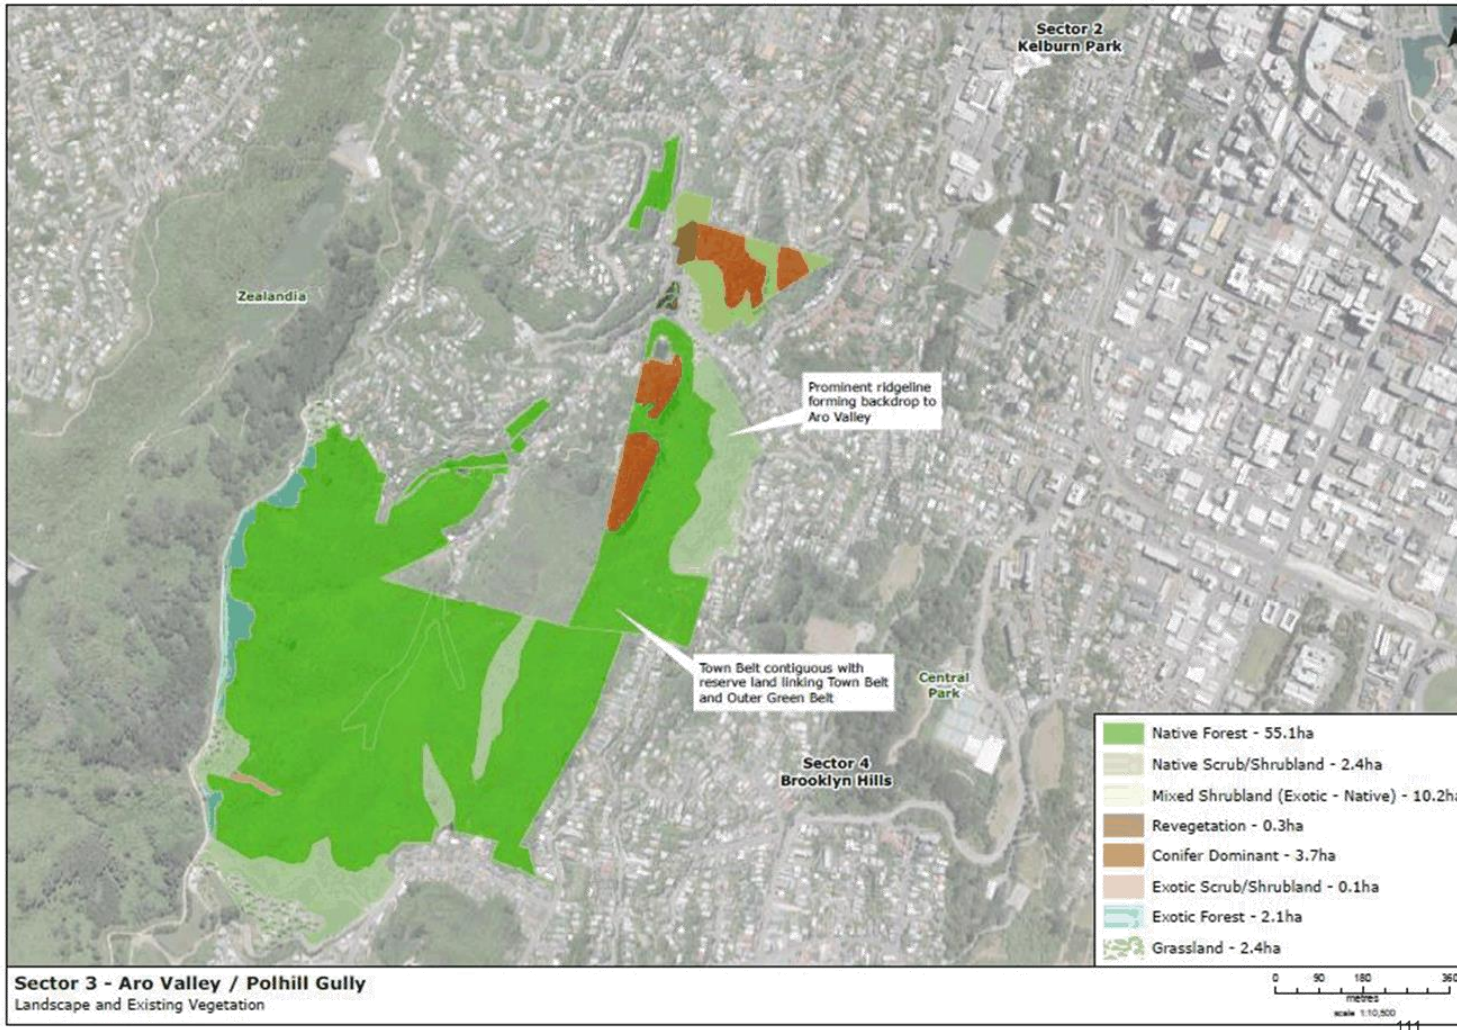 Sector 2
Kelburn Park
Zealandia
Prominent ridgeline
forming backdrop to
Aro Valley
Town Belt contiguous with
reserve land linking Town Belt
and Outer Green Belt
Central
Park
Sector 4
Brooklyn Hills
Native Forest - 55.1ha
Native Scrub/Shrubland - 2.4ha
Mixed Shrubland (Exotic - Native) - 10.2ha
Revegetation - 0.3ha
Conifer Dominant - 3.7ha
Exotic Scrub/Shrubland - 0.1ha
Exotic Forest - 2.1ha
Grassland - 2.4ha
Sector 3 - Aro Valley / Polhill Gully
Landscape and Existing Vegetation
0 90 180 360
metres
scale 1:10,500
111